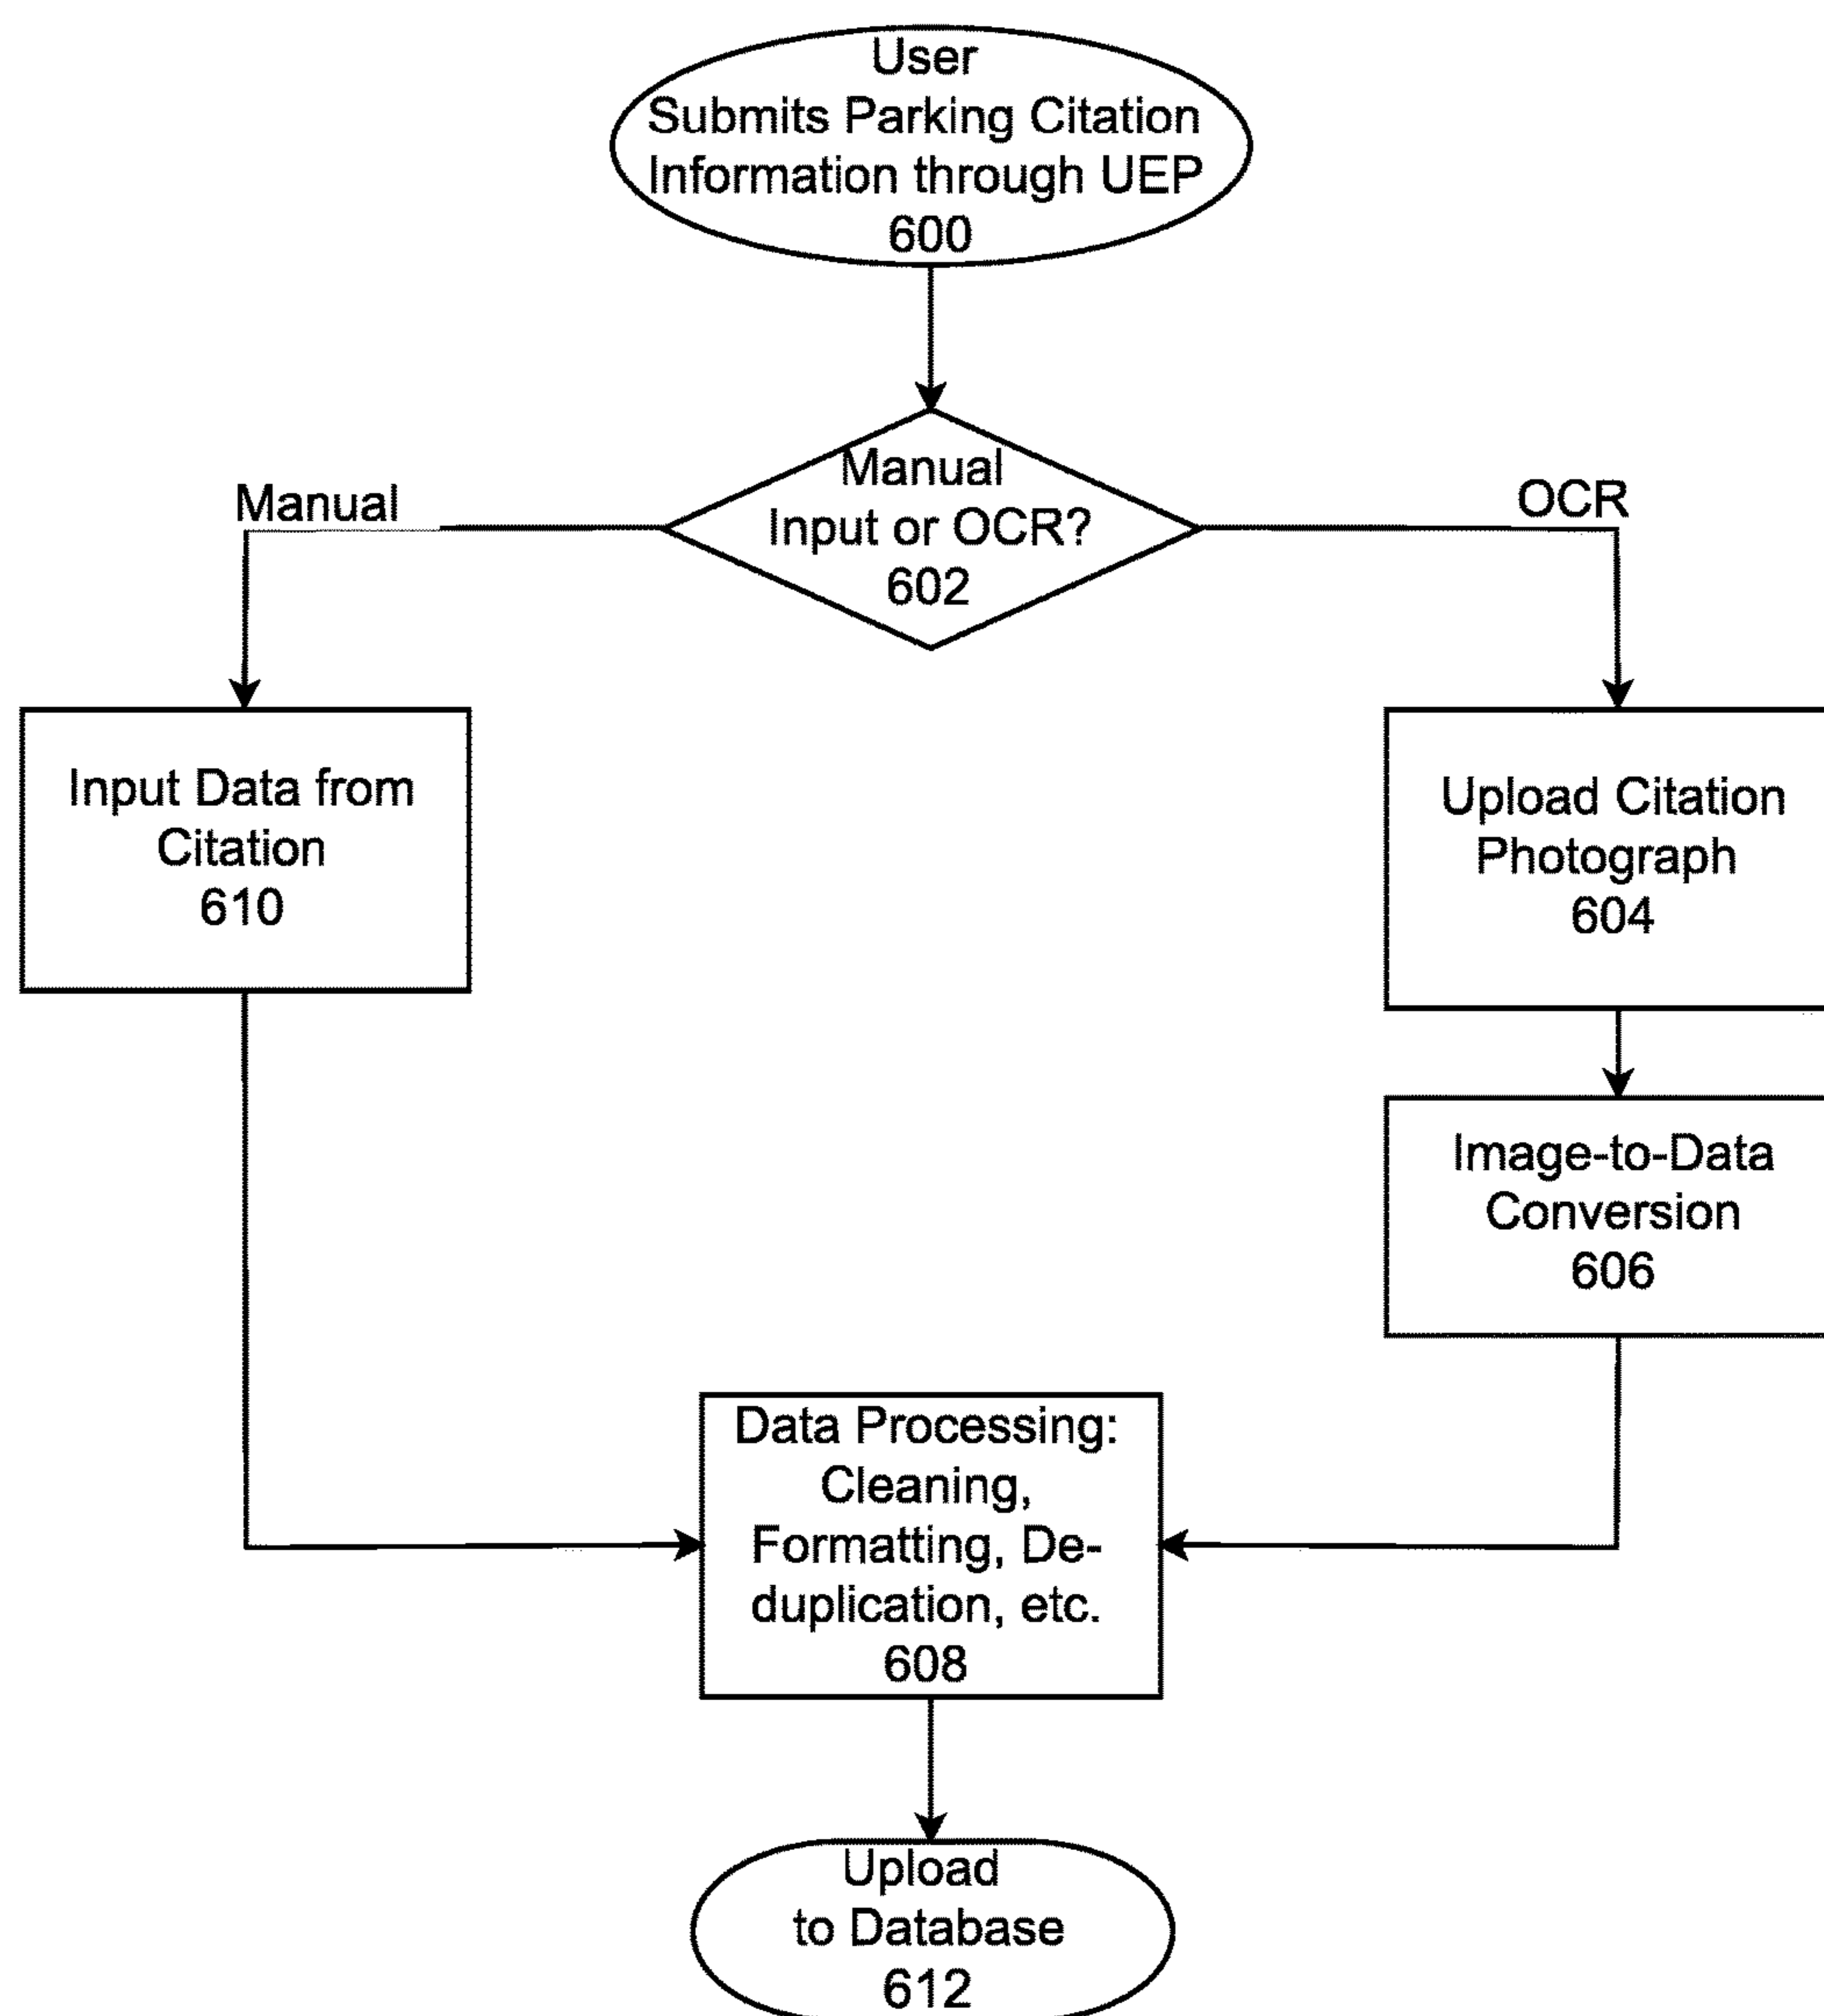 User
Submits Parking Citation
Information through UEP
600
Manual
Input or OCR?
602
Manual
OCR
Input Data from
Citation
610
Upload Citation
Photograph
604
Image-to-Data
Conversion
606
Data Processing:
Cleaning,
Formatting, De-
duplication, etc.
608
Upload
to Database
612